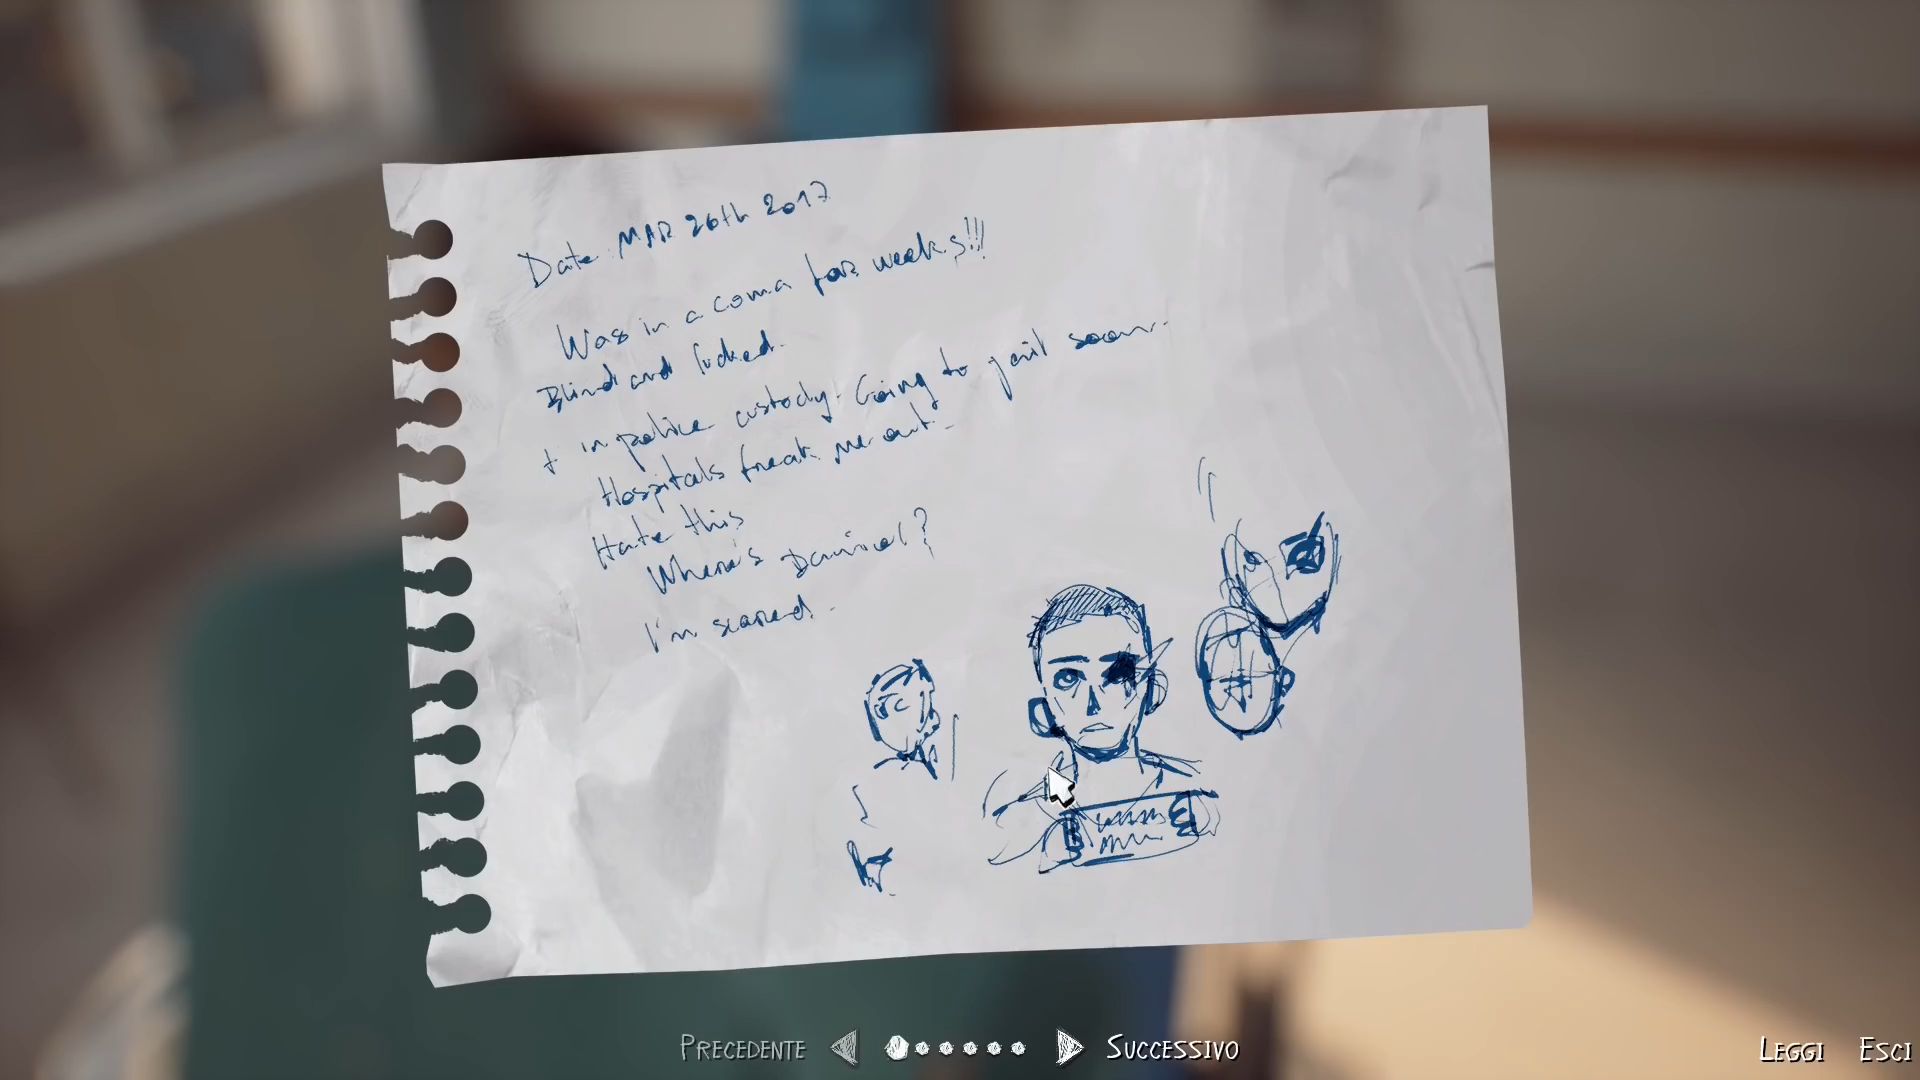 Date: MAR 26th 2017
Was in a coma for weeks!!!
Blind and fucked.
+ in police custody. Going to jail soon.
Hospitals freak me out.
Hate this
Where's Daniel?
I'm scared.
PRECEDENTE
SUCCESSIVO
LEGGI
ESCI